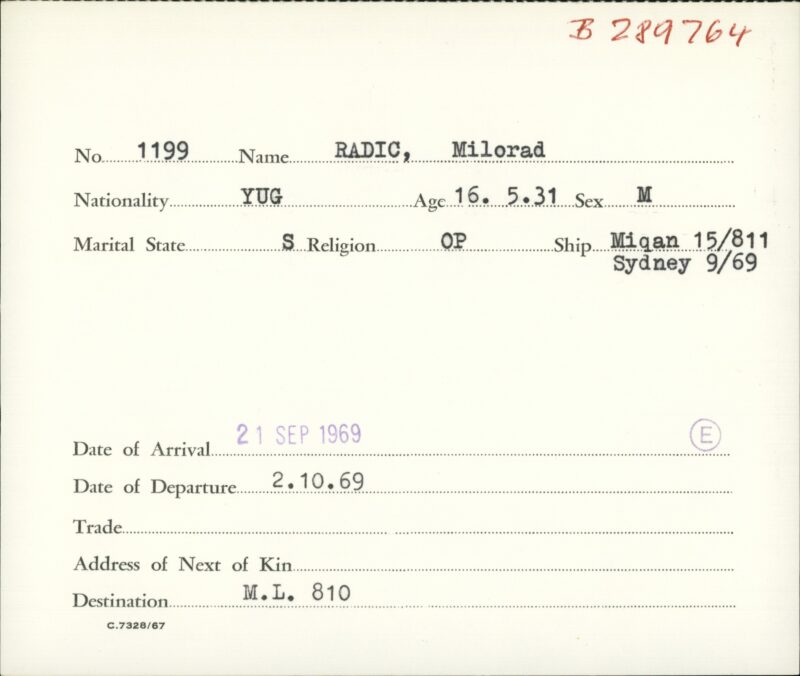 B 289764
No. 1199 Name RADIC, Milorad
Nationality YUG Age 16. 5.31 Sex M
Marital State S Religion OP Ship Miqan 15/811
Sydney 9/69
Date of Arrival 21 SEP 1969 E
Date of Departure 2.10.69
Trade
Address of Next of Kin
Destination M.L. 810
C.7328/67